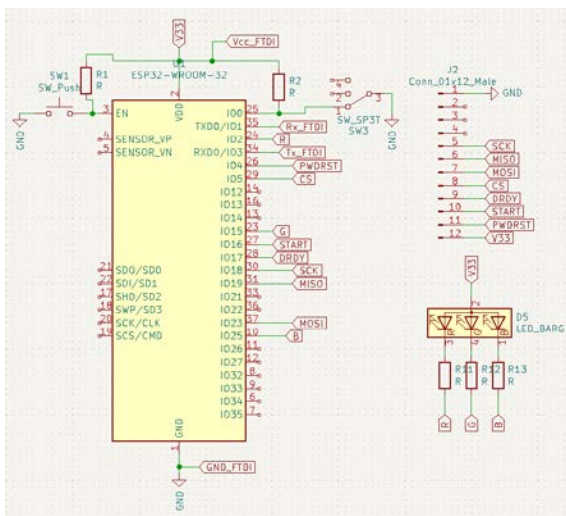 V33
Vcc_FTDI
U1
ESP32-WROOM-32
SW1
SW_Push
R1
R
R2
R
GND
3 EN
2
VDD
IO0 25
TXDO/IO1 35 Rx_FTDI
IO2 24 R
RXDO/IO3 34 Tx_FTDI
IO4 26 PWDRST
IO5 29 CS
IO12 14
IO13 16
IO14 13
IO15 23 G
IO16 27 START
IO17 28 DRDY
IO18 30 SCK
IO19 31 MISO
IO21 33
IO22 36
IO23 37 MOSI
IO25 10 B
IO26 11
IO27 12
IO32 8
IO33 9
IO34 6
IO35 7
4 SENSOR_VP
5 SENSOR_VN
21 SDO/SD0
22 SDI/SD1
17 SHD/SD2
18 SWP/SD3
20 SCK/CLK
19 SCS/CMD
GND
1
GND_FTDI
GND
3
SW_SP3T
SW3
GND
J2
Conn_01x12_Male
1 GND
2
3
4
5 SCK
6 MISO
7 MOSI
8 CS
9 DRDY
10 START
11 PWDRST
12 V33
V33
2
R G B
D5
LED_BARG
3 4 1
R11 R12 R13
R R R
R G B